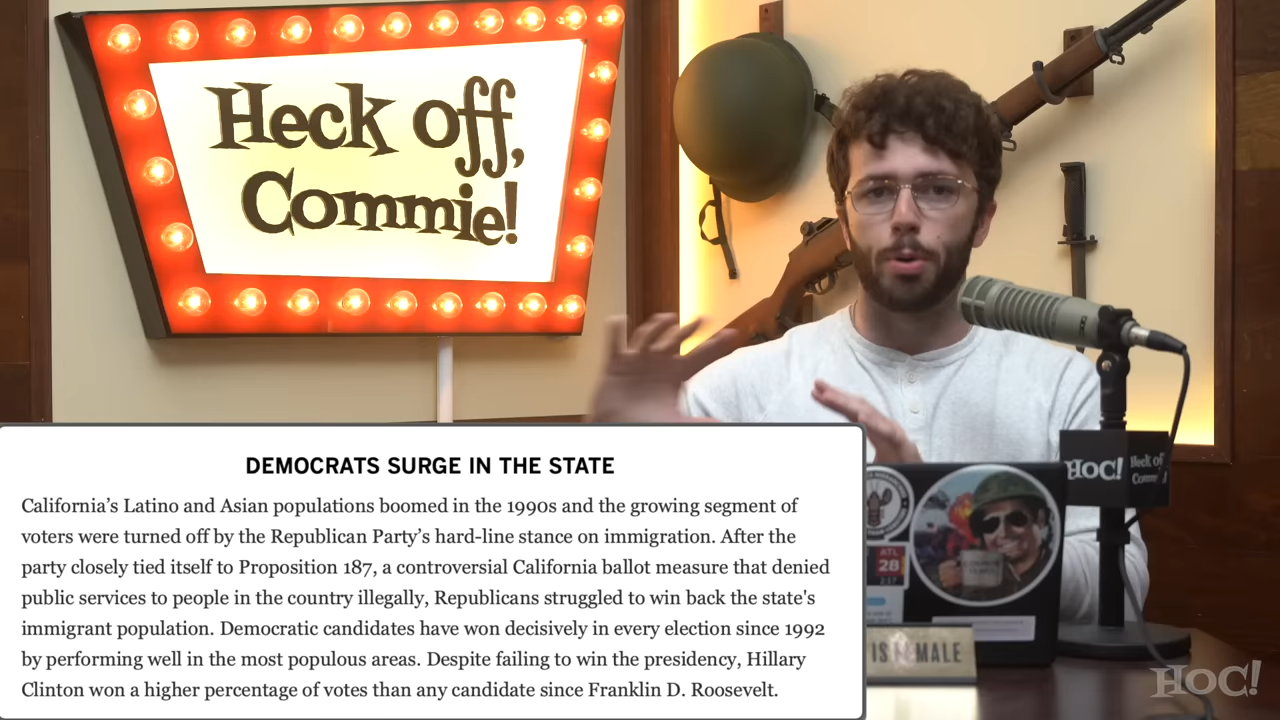 Heck off,
Commie!
DEMOCRATS SURGE IN THE STATE
California’s Latino and Asian populations boomed in the 1990s and the growing segment of
voters were turned off by the Republican Party’s hard-line stance on immigration. After the
party closely tied itself to Proposition 187, a controversial California ballot measure that denied
public services to people in the country illegally, Republicans struggled to win back the state's
immigrant population. Democratic candidates have won decisively in every election since 1992
by performing well in the most populous areas. Despite failing to win the presidency, Hillary
Clinton won a higher percentage of votes than any candidate since Franklin D. Roosevelt.
HOC!
Heck of
Comm
ATL
28
IS MALE
HOC!